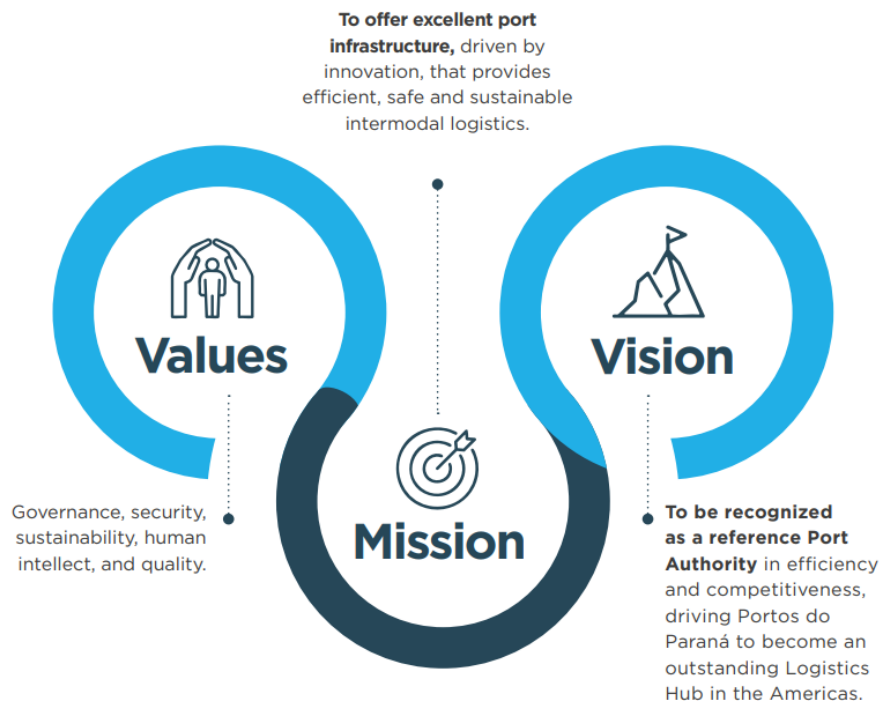 To offer excellent port
infrastructure, driven by
innovation, that provides
efficient, safe and sustainable
intermodal logistics.
Values
Vision
Mission
Governance, security,
sustainability, human
intellect, and quality.
To be recognized
as a reference Port
Authority in efficiency
and competitiveness,
driving Portos do
Paraná to become an
outstanding Logistics
Hub in the Americas.